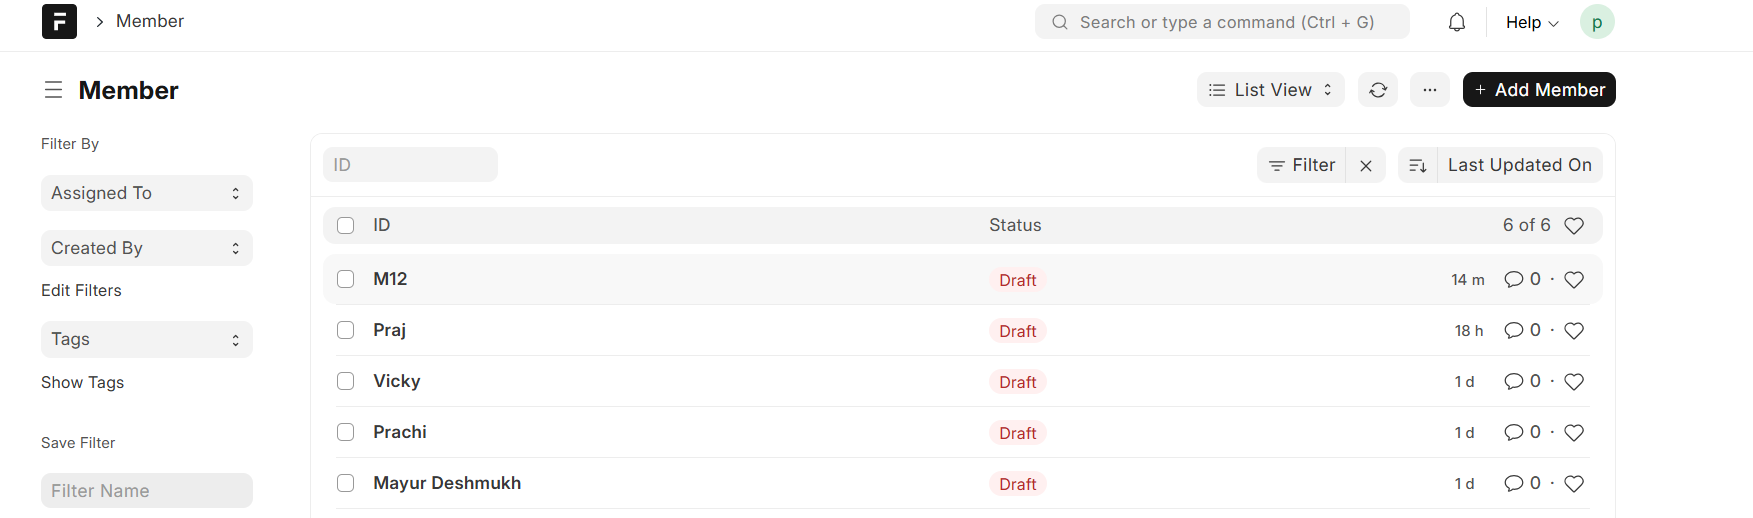 F
Member
Search or type a command (Ctrl + G)
Help
p
Member
List View
...
+ Add Member
Filter By
Assigned To
Created By
Edit Filters
Tags
Show Tags
Save Filter
Filter Name
ID
Filter
Last Updated On
ID Status 6 of 6
M12 Draft 14 m 0 ·
Praj Draft 18 h 0 ·
Vicky Draft 1 d 0 ·
Prachi Draft 1 d 0 ·
Mayur Deshmukh Draft 1 d 0 ·